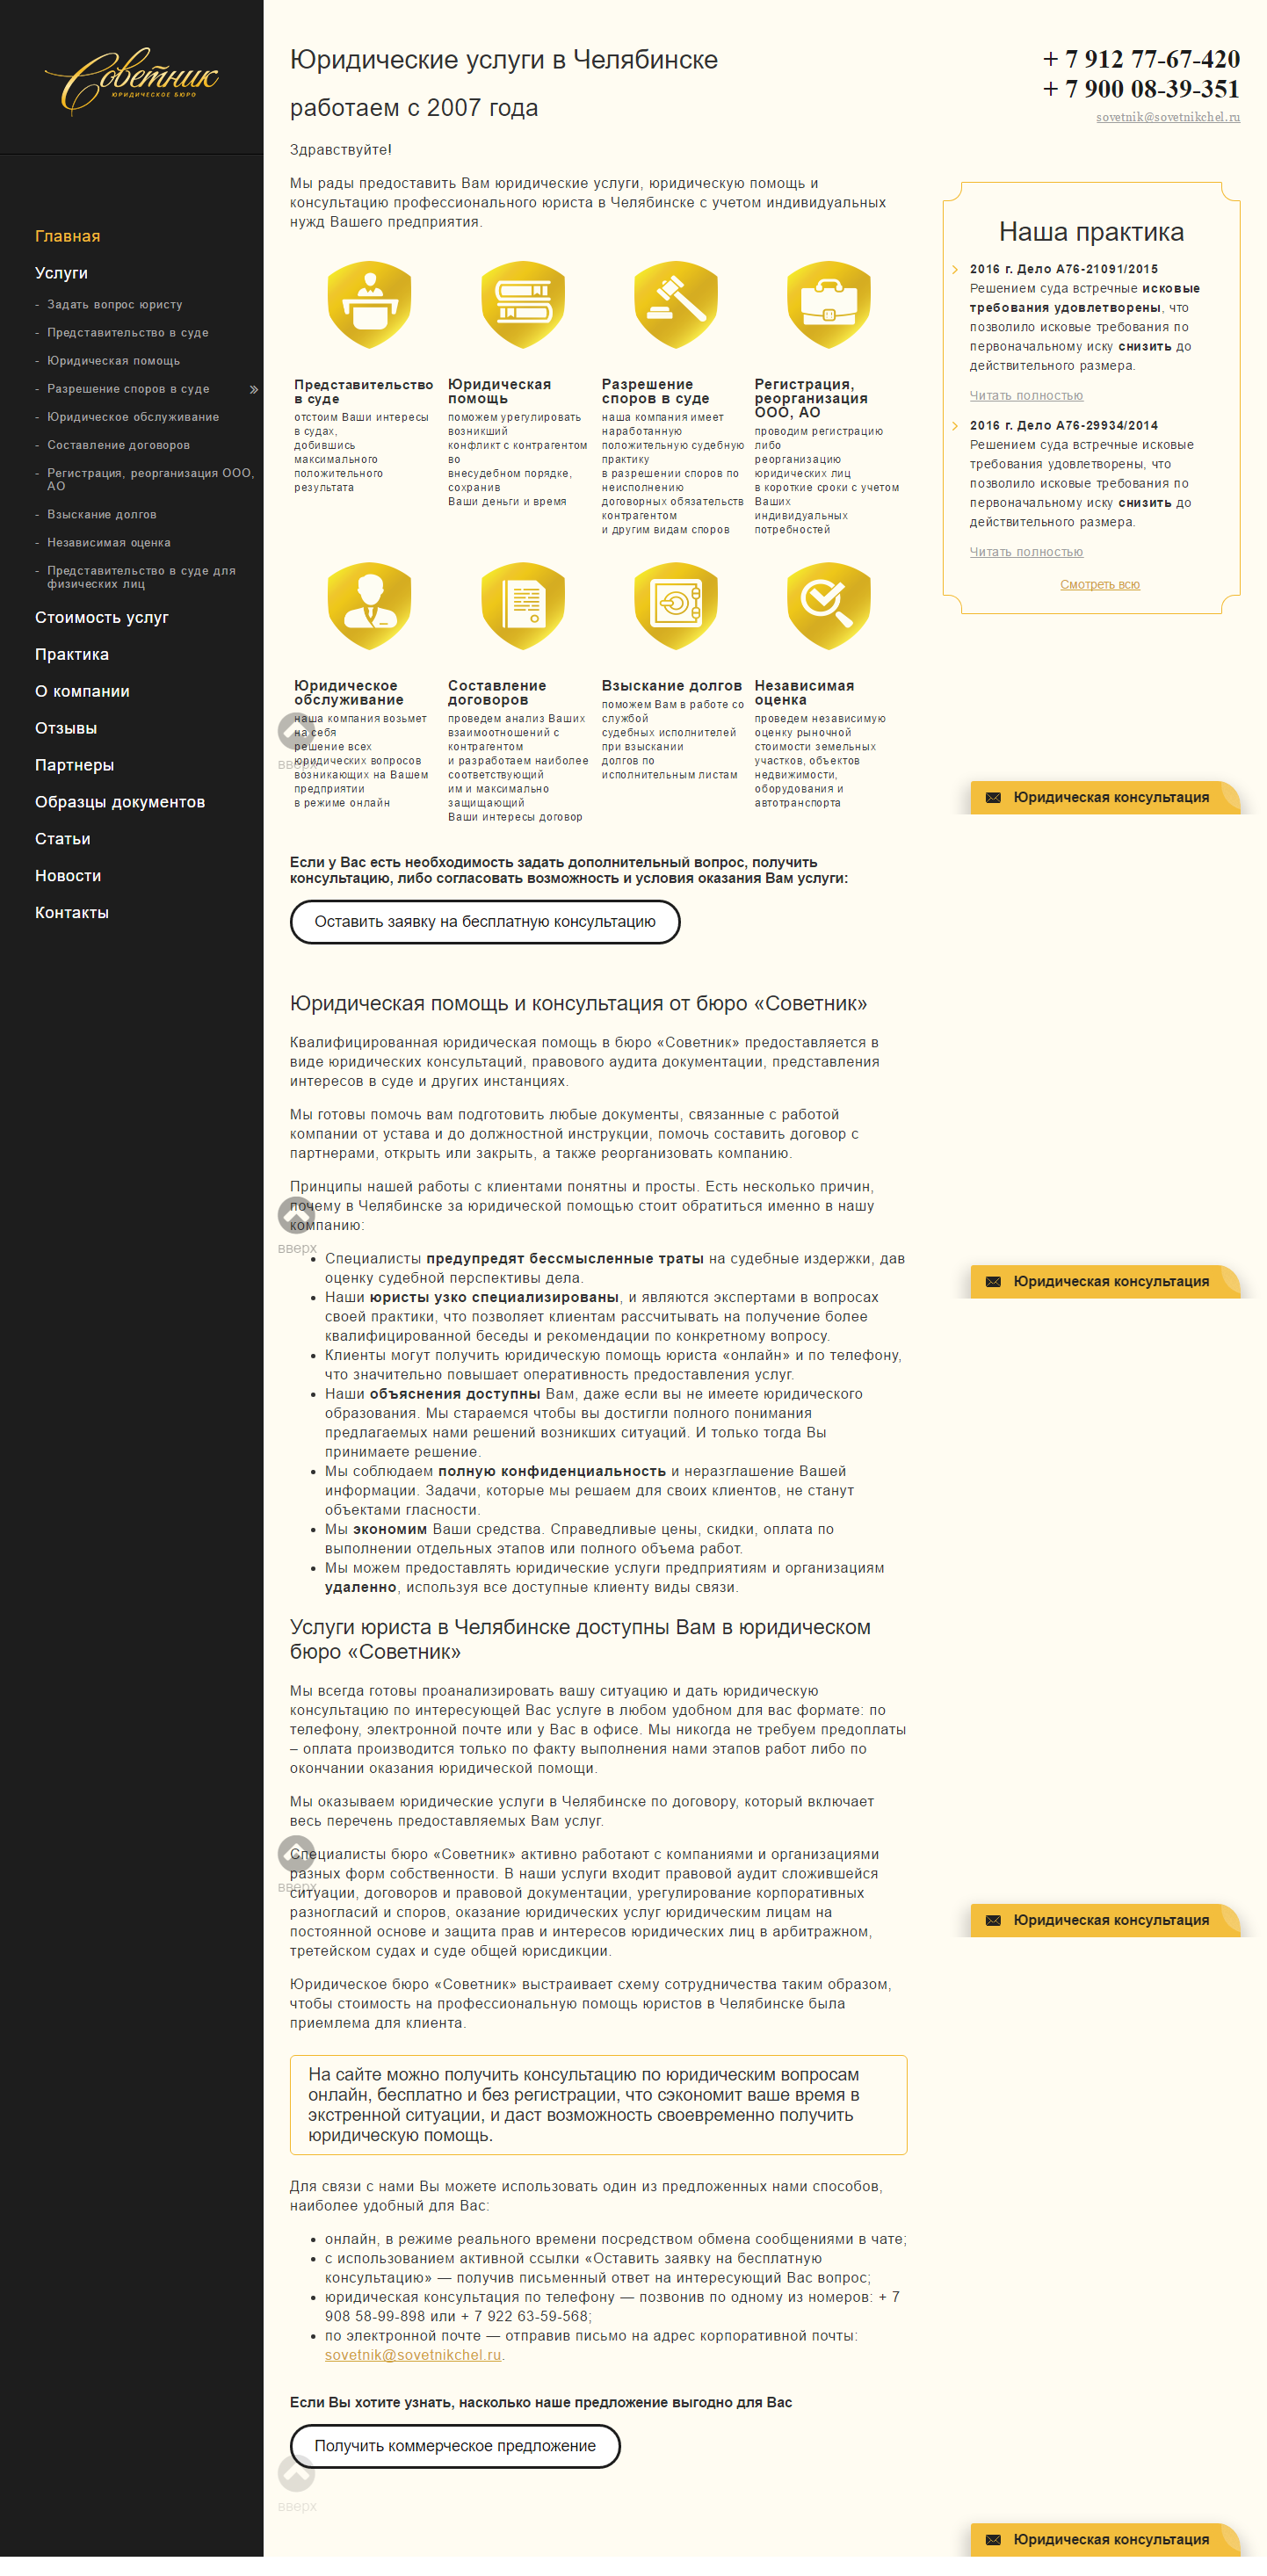 Советник
ЮРИДИЧЕСКОЕ БЮРО
Главная
Услуги
- Задать вопрос юристу
- Представительство в суде
- Юридическая помощь
- Разрешение споров в суде
- Юридическое обслуживание
- Составление договоров
- Регистрация, реорганизация ООО,
АО
- Взыскание долгов
- Независимая оценка
- Представительство в суде для
физических лиц
Стоимость услуг
Практика
О компании
Отзывы
Партнеры
Образцы документов
Статьи
Новости
Контакты
Юридические услуги в Челябинске
работаем с 2007 года
Здравствуйте!
Мы рады предоставить Вам юридические услуги, юридическую помощь и
консультацию профессионального юриста в Челябинске с учетом индивидуальных
нужд Вашего предприятия.
Представительство
в суде
отстоим Ваши интересы
в судах,
добившись
максимального
положительного
результата
Юридическая
помощь
поможем урегулировать
возникший
конфликт с контрагентом
во
внесудебном порядке,
сохранив
Ваши деньги и время
Разрешение
споров в суде
наша компания имеет
наработанную
положительную судебную
практику
в разрешении споров по
неисполнению
договорных обязательств
контрагентом
и другим видам споров
Регистрация,
реорганизация
ООО, АО
проводим регистрацию
либо
реорганизацию
юридических лиц
в короткие сроки с учетом
Ваших
индивидуальных
потребностей
Юридическое
обслуживание
наша компания возьмет
на себя
решение всех
юридических вопросов
возникающих на Вашем
предприятии
в режиме онлайн
Составление
договоров
проведем анализ Ваших
взаимоотношений с
контрагентом
и разработаем наиболее
соответствующий
им и максимально
защищающий
Ваши интересы договор
Взыскание долгов
поможем Вам в работе со
службой
судебных исполнителей
при взыскании
долгов по
исполнительным листам
Независимая
оценка
проведем независимую
оценку рыночной
стоимости земельных
участков, объектов
недвижимости,
оборудования и
автотранспорта
вверх
Если у Вас есть необходимость задать дополнительный вопрос, получить
консультацию, либо согласовать возможность и условия оказания Вам услуги:
Оставить заявку на бесплатную консультацию
Юридическая помощь и консультация от бюро «Советник»
Квалифицированная юридическая помощь в бюро «Советник» предоставляется в
виде юридических консультаций, правового аудита документации, представления
интересов в суде и других инстанциях.
Мы готовы помочь вам подготовить любые документы, связанные с работой
компании от устава и до должностной инструкции, помочь составить договор с
партнерами, открыть или закрыть, а также реорганизовать компанию.
Принципы нашей работы с клиентами понятны и просты. Есть несколько причин,
почему в Челябинске за юридической помощью стоит обратиться именно в нашу
компанию:
вверх
• Специалисты предупредят бессмысленные траты на судебные издержки, дав
оценку судебной перспективы дела.
• Наши юристы узко специализированы, и являются экспертами в вопросах
своей практики, что позволяет клиентам рассчитывать на получение более
квалифицированной беседы и рекомендации по конкретному вопросу.
• Клиенты могут получить юридическую помощь юриста «онлайн» и по телефону,
что значительно повышает оперативность предоставления услуг.
• Наши объяснения доступны Вам, даже если вы не имеете юридического
образования. Мы стараемся чтобы вы достигли полного понимания
предлагаемых нами решений возникших ситуаций. И только тогда Вы
принимаете решение.
• Мы соблюдаем полную конфиденциальность и неразглашение Вашей
информации. Задачи, которые мы решаем для своих клиентов, не станут
объектами гласности.
• Мы экономим Ваши средства. Справедливые цены, скидки, оплата по
выполнении отдельных этапов или полного объема работ.
• Мы можем предоставлять юридические услуги предприятиям и организациям
удаленно, используя все доступные клиенту виды связи.
Услуги юриста в Челябинске доступны Вам в юридическом
бюро «Советник»
Мы всегда готовы проанализировать вашу ситуацию и дать юридическую
консультацию по интересующей Вас услуге в любом удобном для вас формате: по
телефону, электронной почте или у Вас в офисе. Мы никогда не требуем предоплаты
– оплата производится только по факту выполнения нами этапов работ либо по
окончании оказания юридической помощи.
Мы оказываем юридические услуги в Челябинске по договору, который включает
весь перечень предоставляемых Вам услуг.
Специалисты бюро «Советник» активно работают с компаниями и организациями
разных форм собственности. В наши услуги входит правовой аудит сложившейся
ситуации, договоров и правовой документации, урегулирование корпоративных
разногласий и споров, оказание юридических услуг юридическим лицам на
постоянной основе и защита прав и интересов юридических лиц в арбитражном,
третейском судах и суде общей юрисдикции.
вверх
Юридическое бюро «Советник» выстраивает схему сотрудничества таким образом,
чтобы стоимость на профессиональную помощь юристов в Челябинске была
приемлема для клиента.
На сайте можно получить консультацию по юридическим вопросам
онлайн, бесплатно и без регистрации, что сэкономит ваше время в
экстренной ситуации, и даст возможность своевременно получить
юридическую помощь.
Для связи с нами Вы можете использовать один из предложенных нами способов,
наиболее удобный для Вас:
• онлайн, в режиме реального времени посредством обмена сообщениями в чате;
• с использованием активной ссылки «Оставить заявку на бесплатную
консультацию» — получив письменный ответ на интересующий Вас вопрос;
• юридическая консультация по телефону — позвонив по одному из номеров: + 7
908 58-99-898 или + 7 922 63-59-568;
• по электронной почте — отправив письмо на адрес корпоративной почты:
sovetnik@sovetnikchel.ru.
Если Вы хотите узнать, насколько наше предложение выгодно для Вас
Получить коммерческое предложение
вверх
+ 7 912 77-67-420
+ 7 900 08-39-351
sovetnik@sovetnikchel.ru
Наша практика
2016 г. Дело А76-21091/2015
Решением суда встречные исковые
требования удовлетворены, что
позволило исковые требования по
первоначальному иску снизить до
действительного размера.
Читать полностью
2016 г. Дело А76-29934/2014
Решением суда встречные исковые
требования удовлетворены, что
позволило исковые требования по
первоначальному иску снизить до
действительного размера.
Читать полностью
Смотреть всю
Юридическая консультация
Юридическая консультация
Юридическая консультация
Юридическая консультация